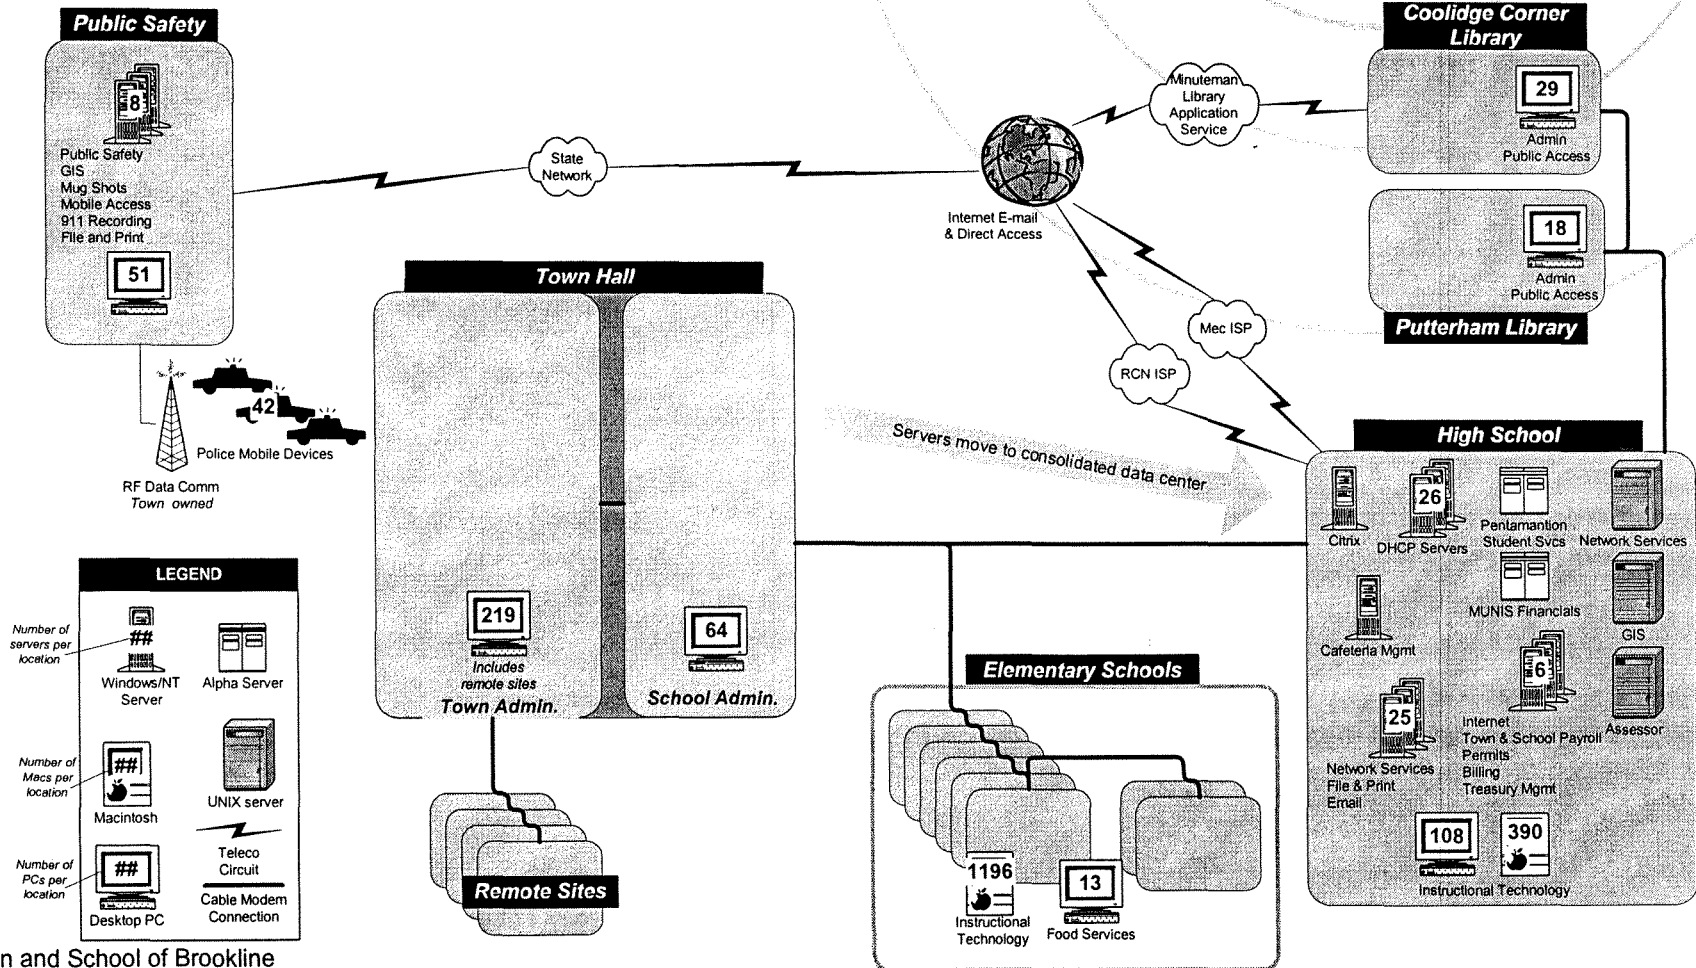 Public Safety
8
Public Safety
GIS
Mug Shots
Mobile Access
911 Recording
File and Print
51
42
Police Mobile Devices
RF Data Comm
Town owned
State
Network
Internet E-mail
& Direct Access
Minuteman
Library
Application
Service
Coolidge Corner
Library
29
Admin
Public Access
18
Admin
Public Access
Putterham Library
Mec ISP
RCN ISP
Town Hall
219
Includes
remote sites
Town Admin.
64
School Admin.
Servers move to consolidated data center
High School
Citrix
26
DHCP Servers
Pentamantion
Student Svcs
Network Services
MUNIS Financials
GIS
Cafeteria Mgmt
6
Internet
Town & School Payroll
Permits
Billing
Treasury Mgmt
Assessor
25
Network Services
File & Print
Email
108
390
Instructional Technology
Elementary Schools
1196
Instructional
Technology
13
Food Services
Remote Sites
LEGEND
Number of
servers per
location
##
Windows/NT
Server
Alpha Server
Number of
Macs per
location
##
Macintosh
UNIX server
Number of
PCs per
location
##
Desktop PC
Teleco
Circuit
Cable Modem
Connection
n and School of Brookline